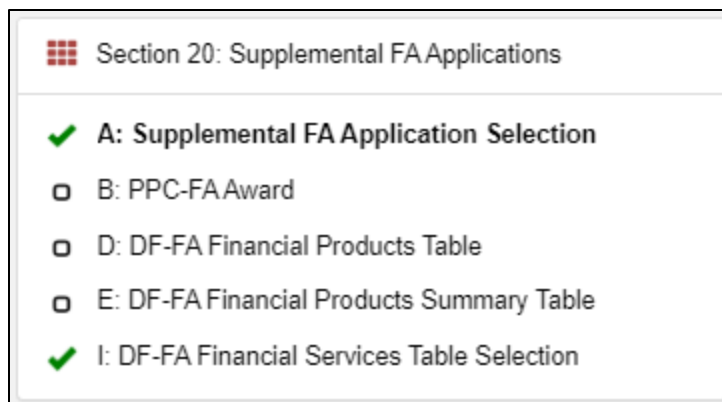 Section 20: Supplemental FA Applications
A: Supplemental FA Application Selection
B: PPC-FA Award
D: DF-FA Financial Products Table
E: DF-FA Financial Products Summary Table
I: DF-FA Financial Services Table Selection